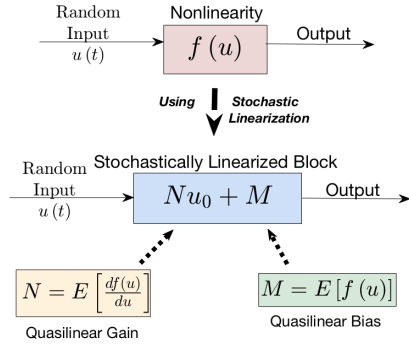 Nonlinearity
Random
Input
u (t)
f (u)
Output
Using Stochastic
Linearization
Stochastically Linearized Block
Random
Input
u (t)
Nu₀ + M
Output
N = E [df(u)/du]
M = E [f (u)]
Quasilinear Gain
Quasilinear Bias